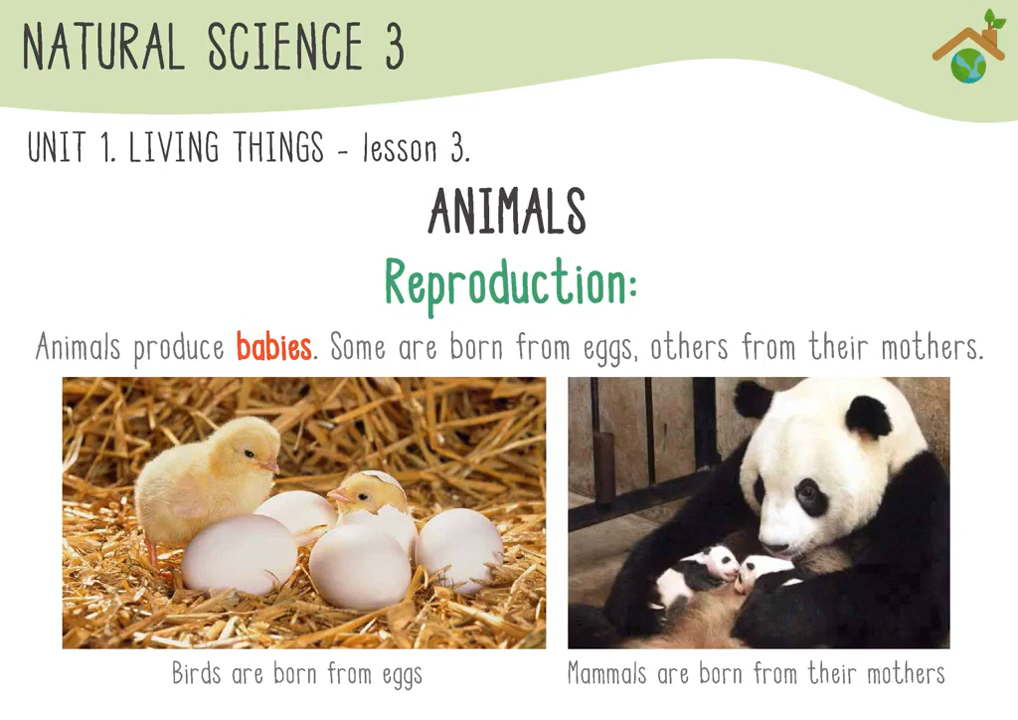 NATURAL SCIENCE 3
UNIT 1. LIVING THINGS - lesson 3.
ANIMALS
Reproduction:
Animals produce babies. Some are born from eggs, others from their mothers.
Birds are born from eggs
Mammals are born from their mothers